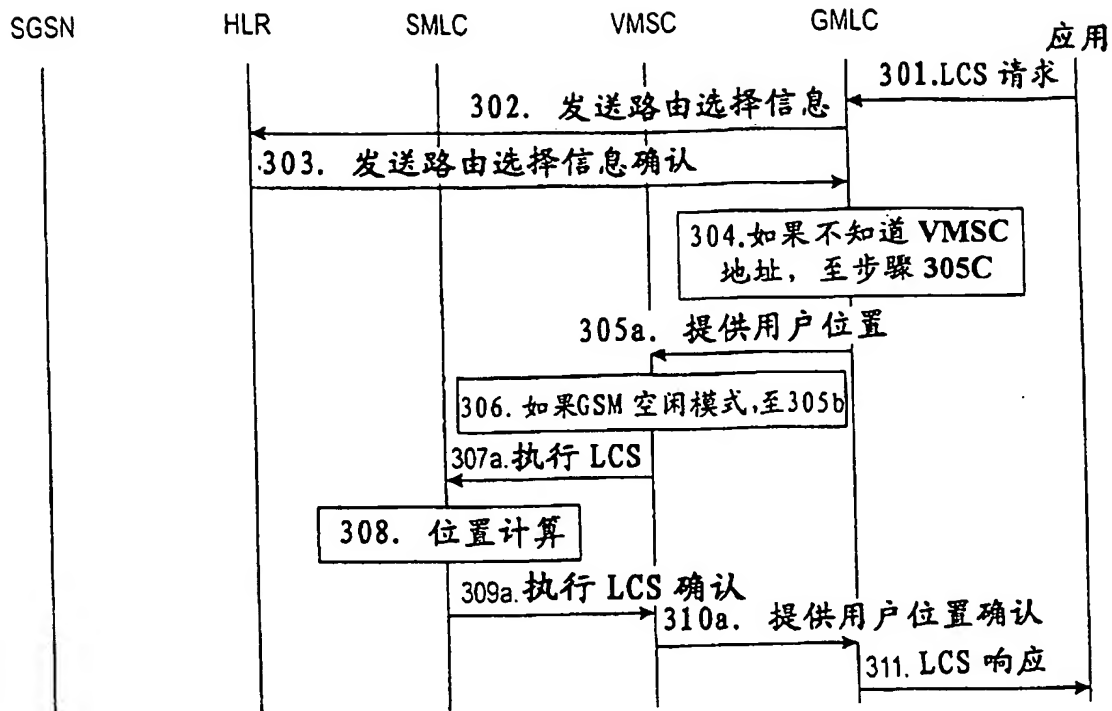 SGSN HLR SMLC VMSC GMLC 应用
301.LCS 请求
302. 发送路由选择信息
303. 发送路由选择信息确认
304.如果不知道 VMSC
地址，至步骤 305C
305a. 提供用户位置
306. 如果GSM 空闲模式,至305b
307a.执行 LCS
308. 位置计算
309a.执行 LCS 确认
310a. 提供用户位置确认
311. LCS 响应